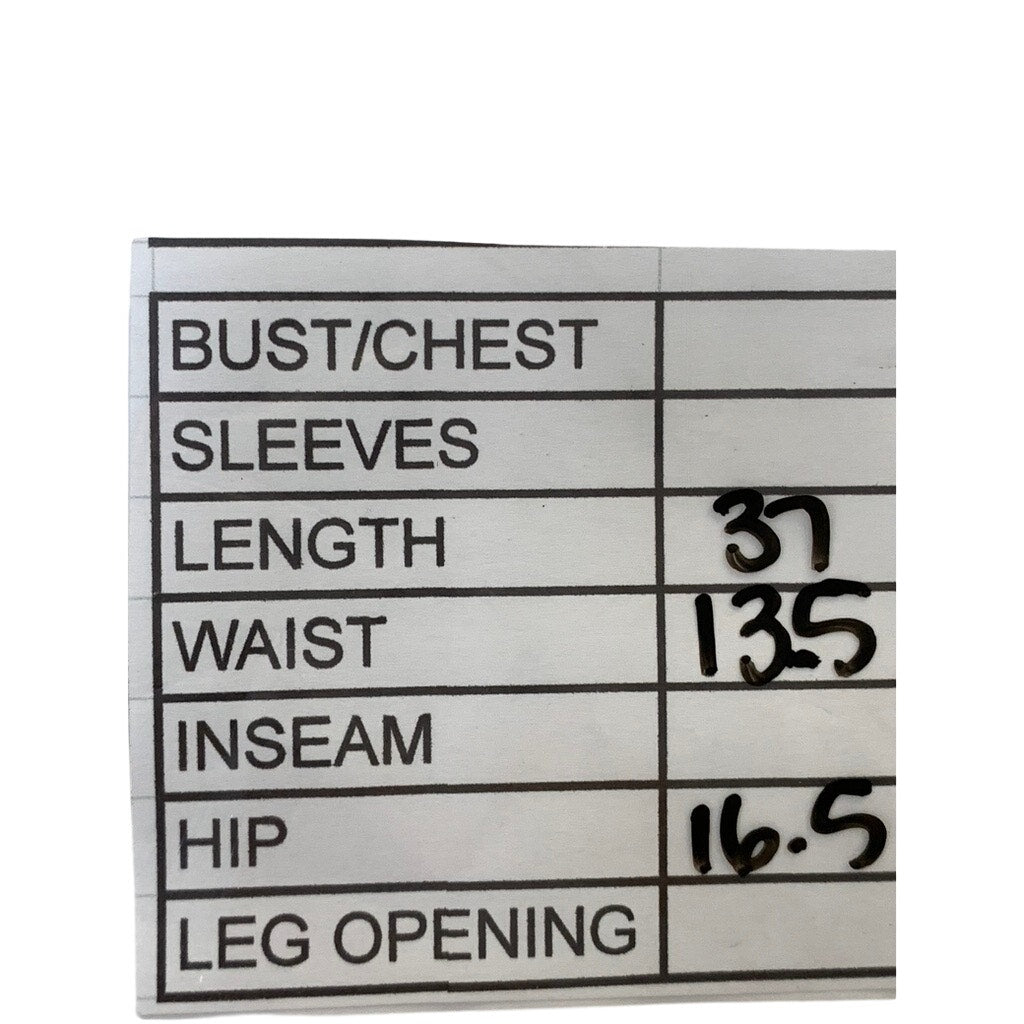 BUST/CHEST
SLEEVES
LENGTH 37
WAIST 13.5
INSEAM
HIP 16.5
LEG OPENING